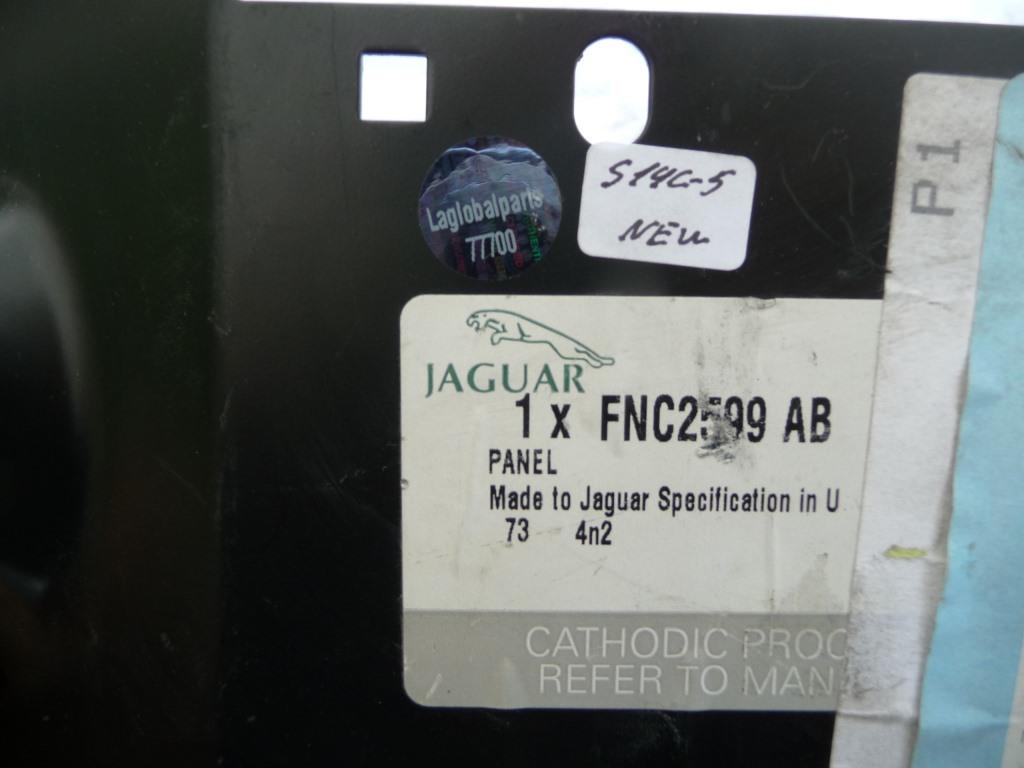 Laglobalparts
77700
S14C-5
NEW
P1
JAGUAR
1 x FNC2599 AB
PANEL
Made to Jaguar Specification in U
73 4n2
CATHODIC PROC
REFER TO MAN